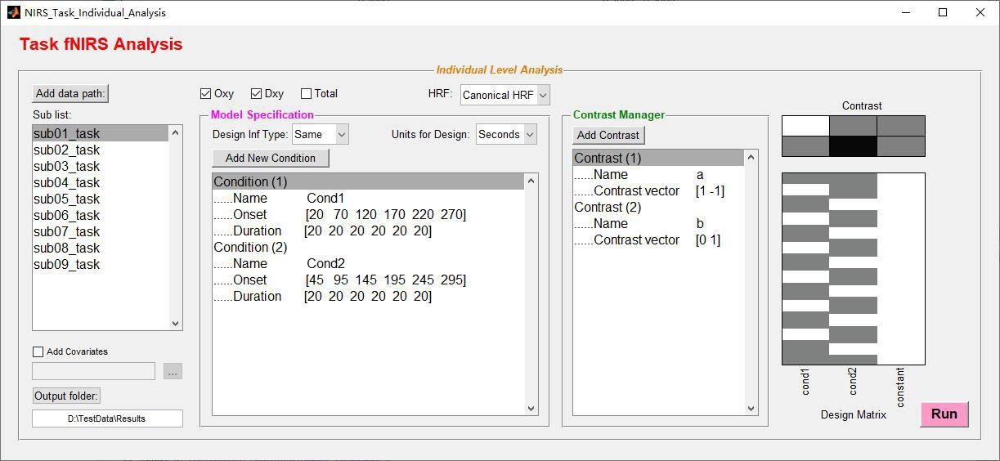 NIRS_Task_Individual_Analysis
Task fNIRS Analysis
Individual Level Analysis
Add data path:
Sub list:
sub01_task
sub02_task
sub03_task
sub04_task
sub05_task
sub06_task
sub07_task
sub08_task
sub09_task
Add Covariates
...
Output folder:
D:\TestData\Results
Oxy Dxy Total
HRF: Canonical HRF
Model Specification
Design Inf Type: Same Units for Design: Seconds
Add New Condition
Condition (1)
......Name Cond1
......Onset [20 70 120 170 220 270]
......Duration [20 20 20 20 20 20]
Condition (2)
......Name Cond2
......Onset [45 95 145 195 245 295]
......Duration [20 20 20 20 20 20]
Contrast Manager
Add Contrast
Contrast (1)
......Name a
......Contrast vector [1 -1]
Contrast (2)
......Name b
......Contrast vector [0 1]
Contrast
cond1
cond2
constant
Design Matrix
Run